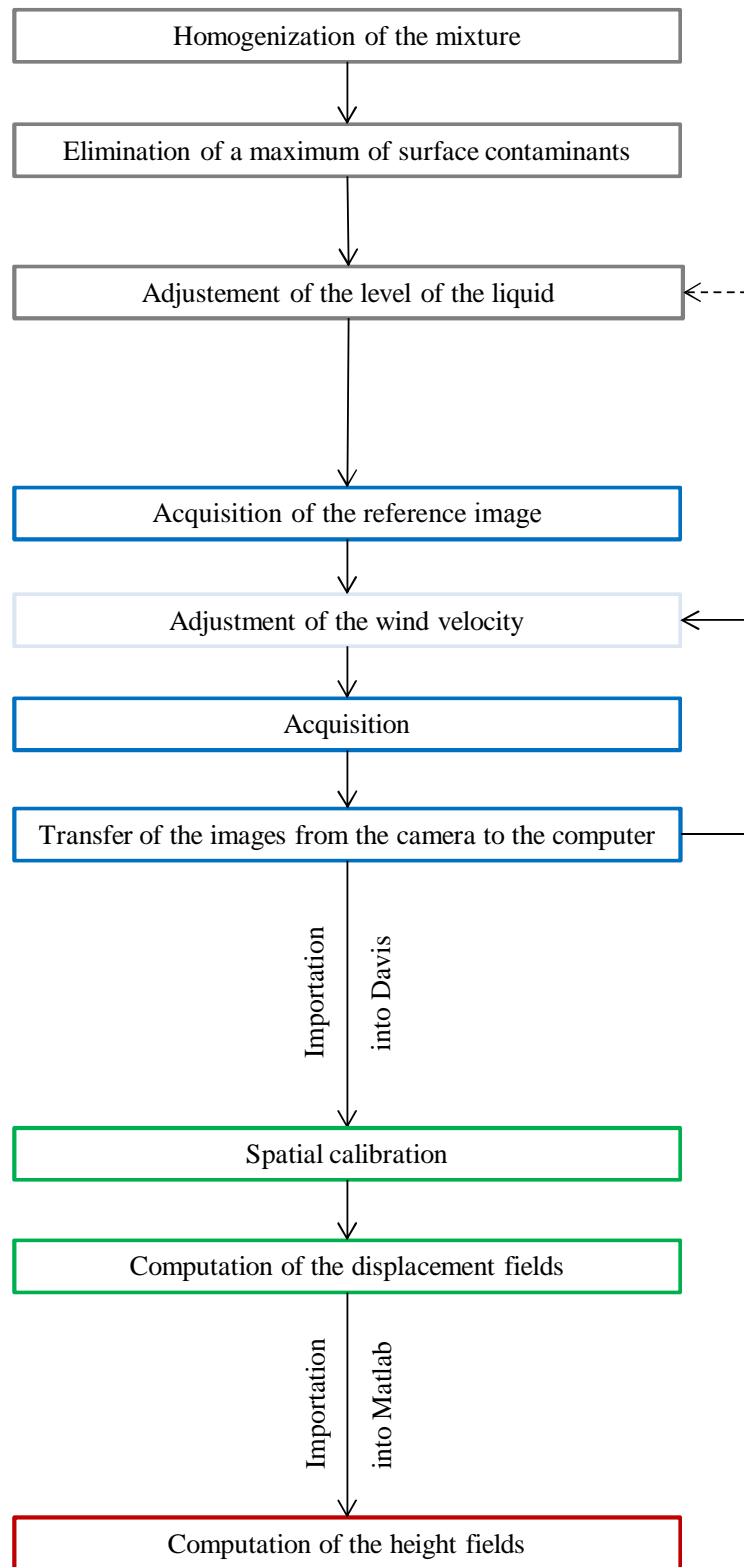 Homogenization of the mixture
Elimination of a maximum of surface contaminants
Adjustement of the level of the liquid
Acquisition of the reference image
Adjustment of the wind velocity
Acquisition
Transfer of the images from the camera to the computer
Importation
into Davis
Spatial calibration
Computation of the displacement fields
Importation
into Matlab
Computation of the height fields